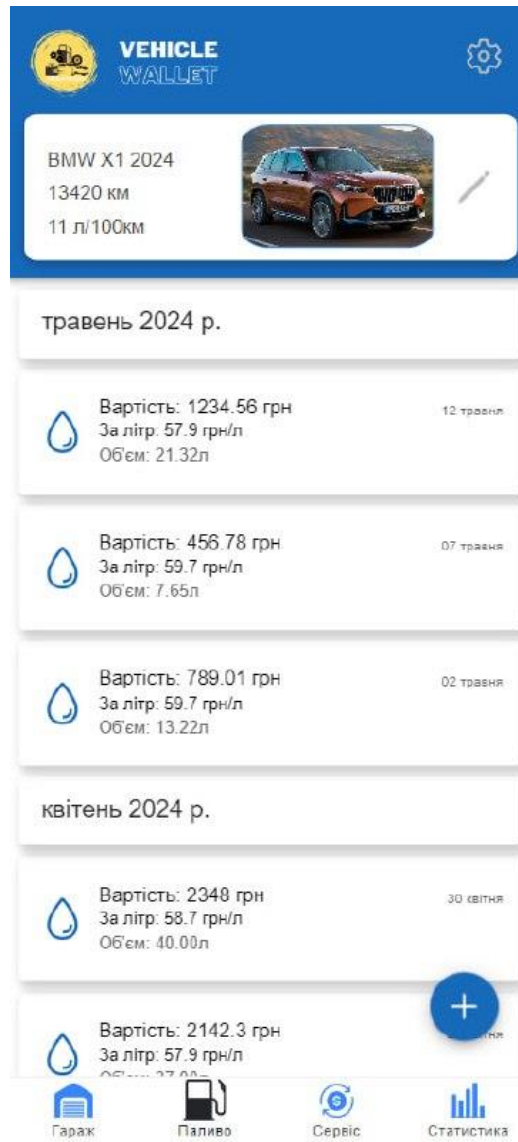 VEHICLE
WALLET
BMW X1 2024
13420 км
11 л/100км
травень 2024 р.
Вартість: 1234.56 грн
12 травня
За літр: 57.9 грн/л
Об'єм: 21.32л
Вартість: 456.78 грн
07 травня
За літр: 59.7 грн/л
Об'єм: 7.65л
Вартість: 789.01 грн
02 травня
За літр: 59.7 грн/л
Об'єм: 13.22л
квітень 2024 р.
Вартість: 2348 грн
30 квітня
За літр: 58.7 грн/л
Об'єм: 40.00л
Вартість: 2142.3 грн
За літр: 57.9 грн/л
Гараж Паливо Сервіс Статистика